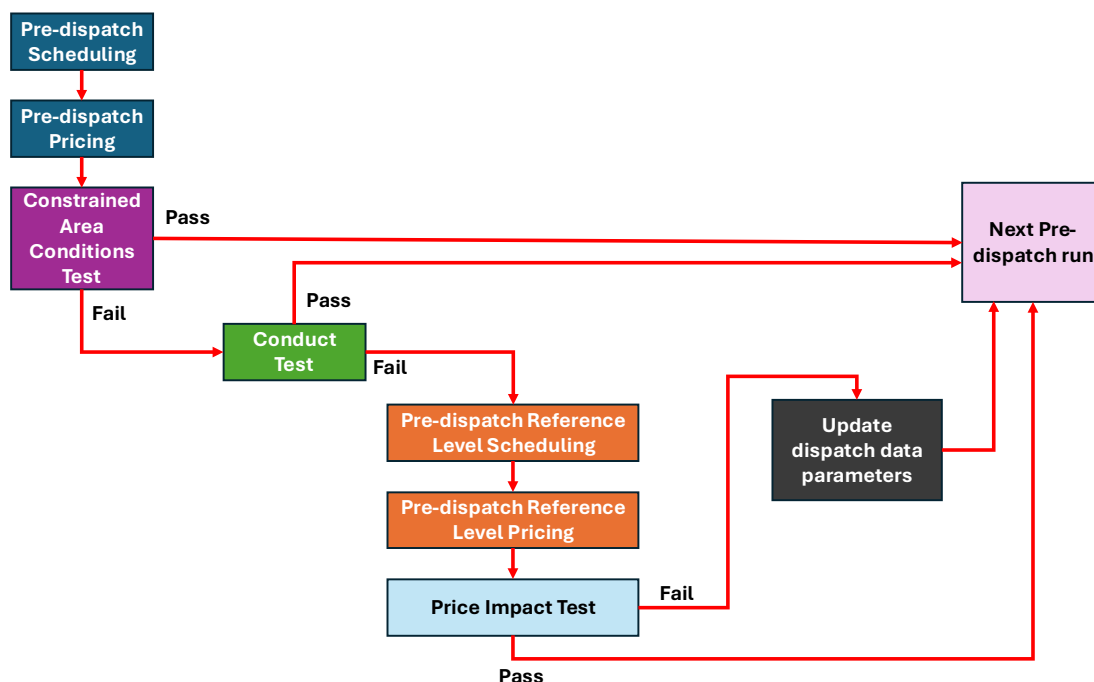 Pre-dispatch
Scheduling
Pre-dispatch
Pricing
Constrained
Area
Conditions
Test
Pass
Fail
Next Pre-
dispatch run
Pass
Conduct
Test
Fail
Pre-dispatch Reference
Level Scheduling
Update
dispatch data
parameters
Pre-dispatch Reference
Level Pricing
Price Impact Test
Fail
Pass